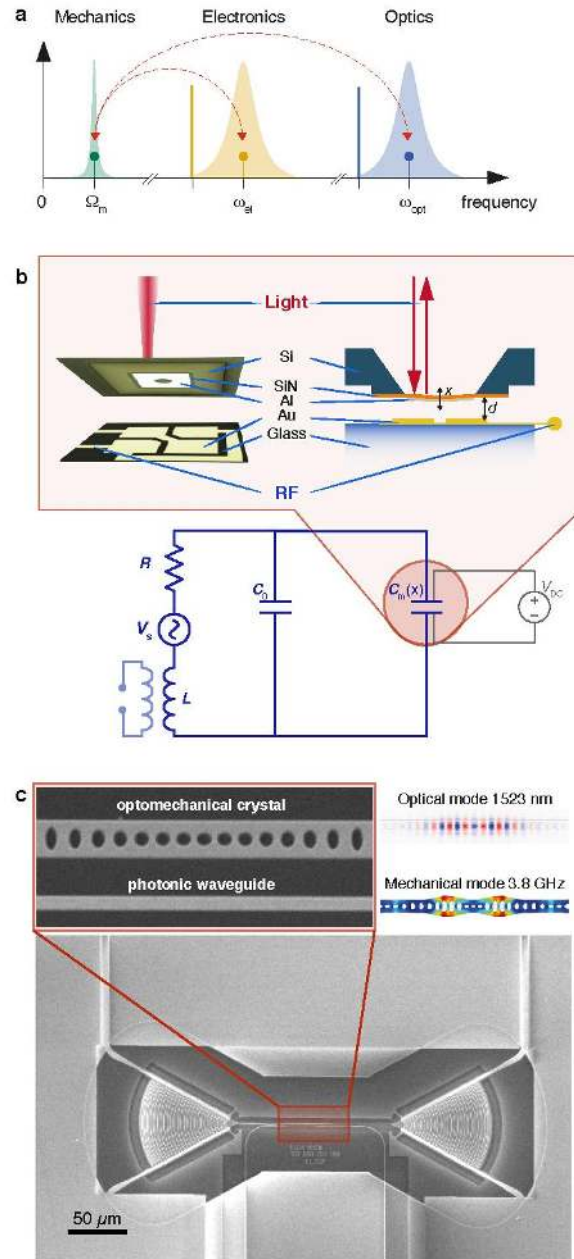 a
Mechanics Electronics Optics
0 Ωm ωel ωopt frequency
b
Light
Si
SiN
Al
Au
Glass
RF
x
d
R
Vs
L
C0
Cm(x)
VDC
+
−
c
optomechanical crystal
photonic waveguide
Optical mode 1523 nm
Mechanical mode 3.8 GHz
50 μm